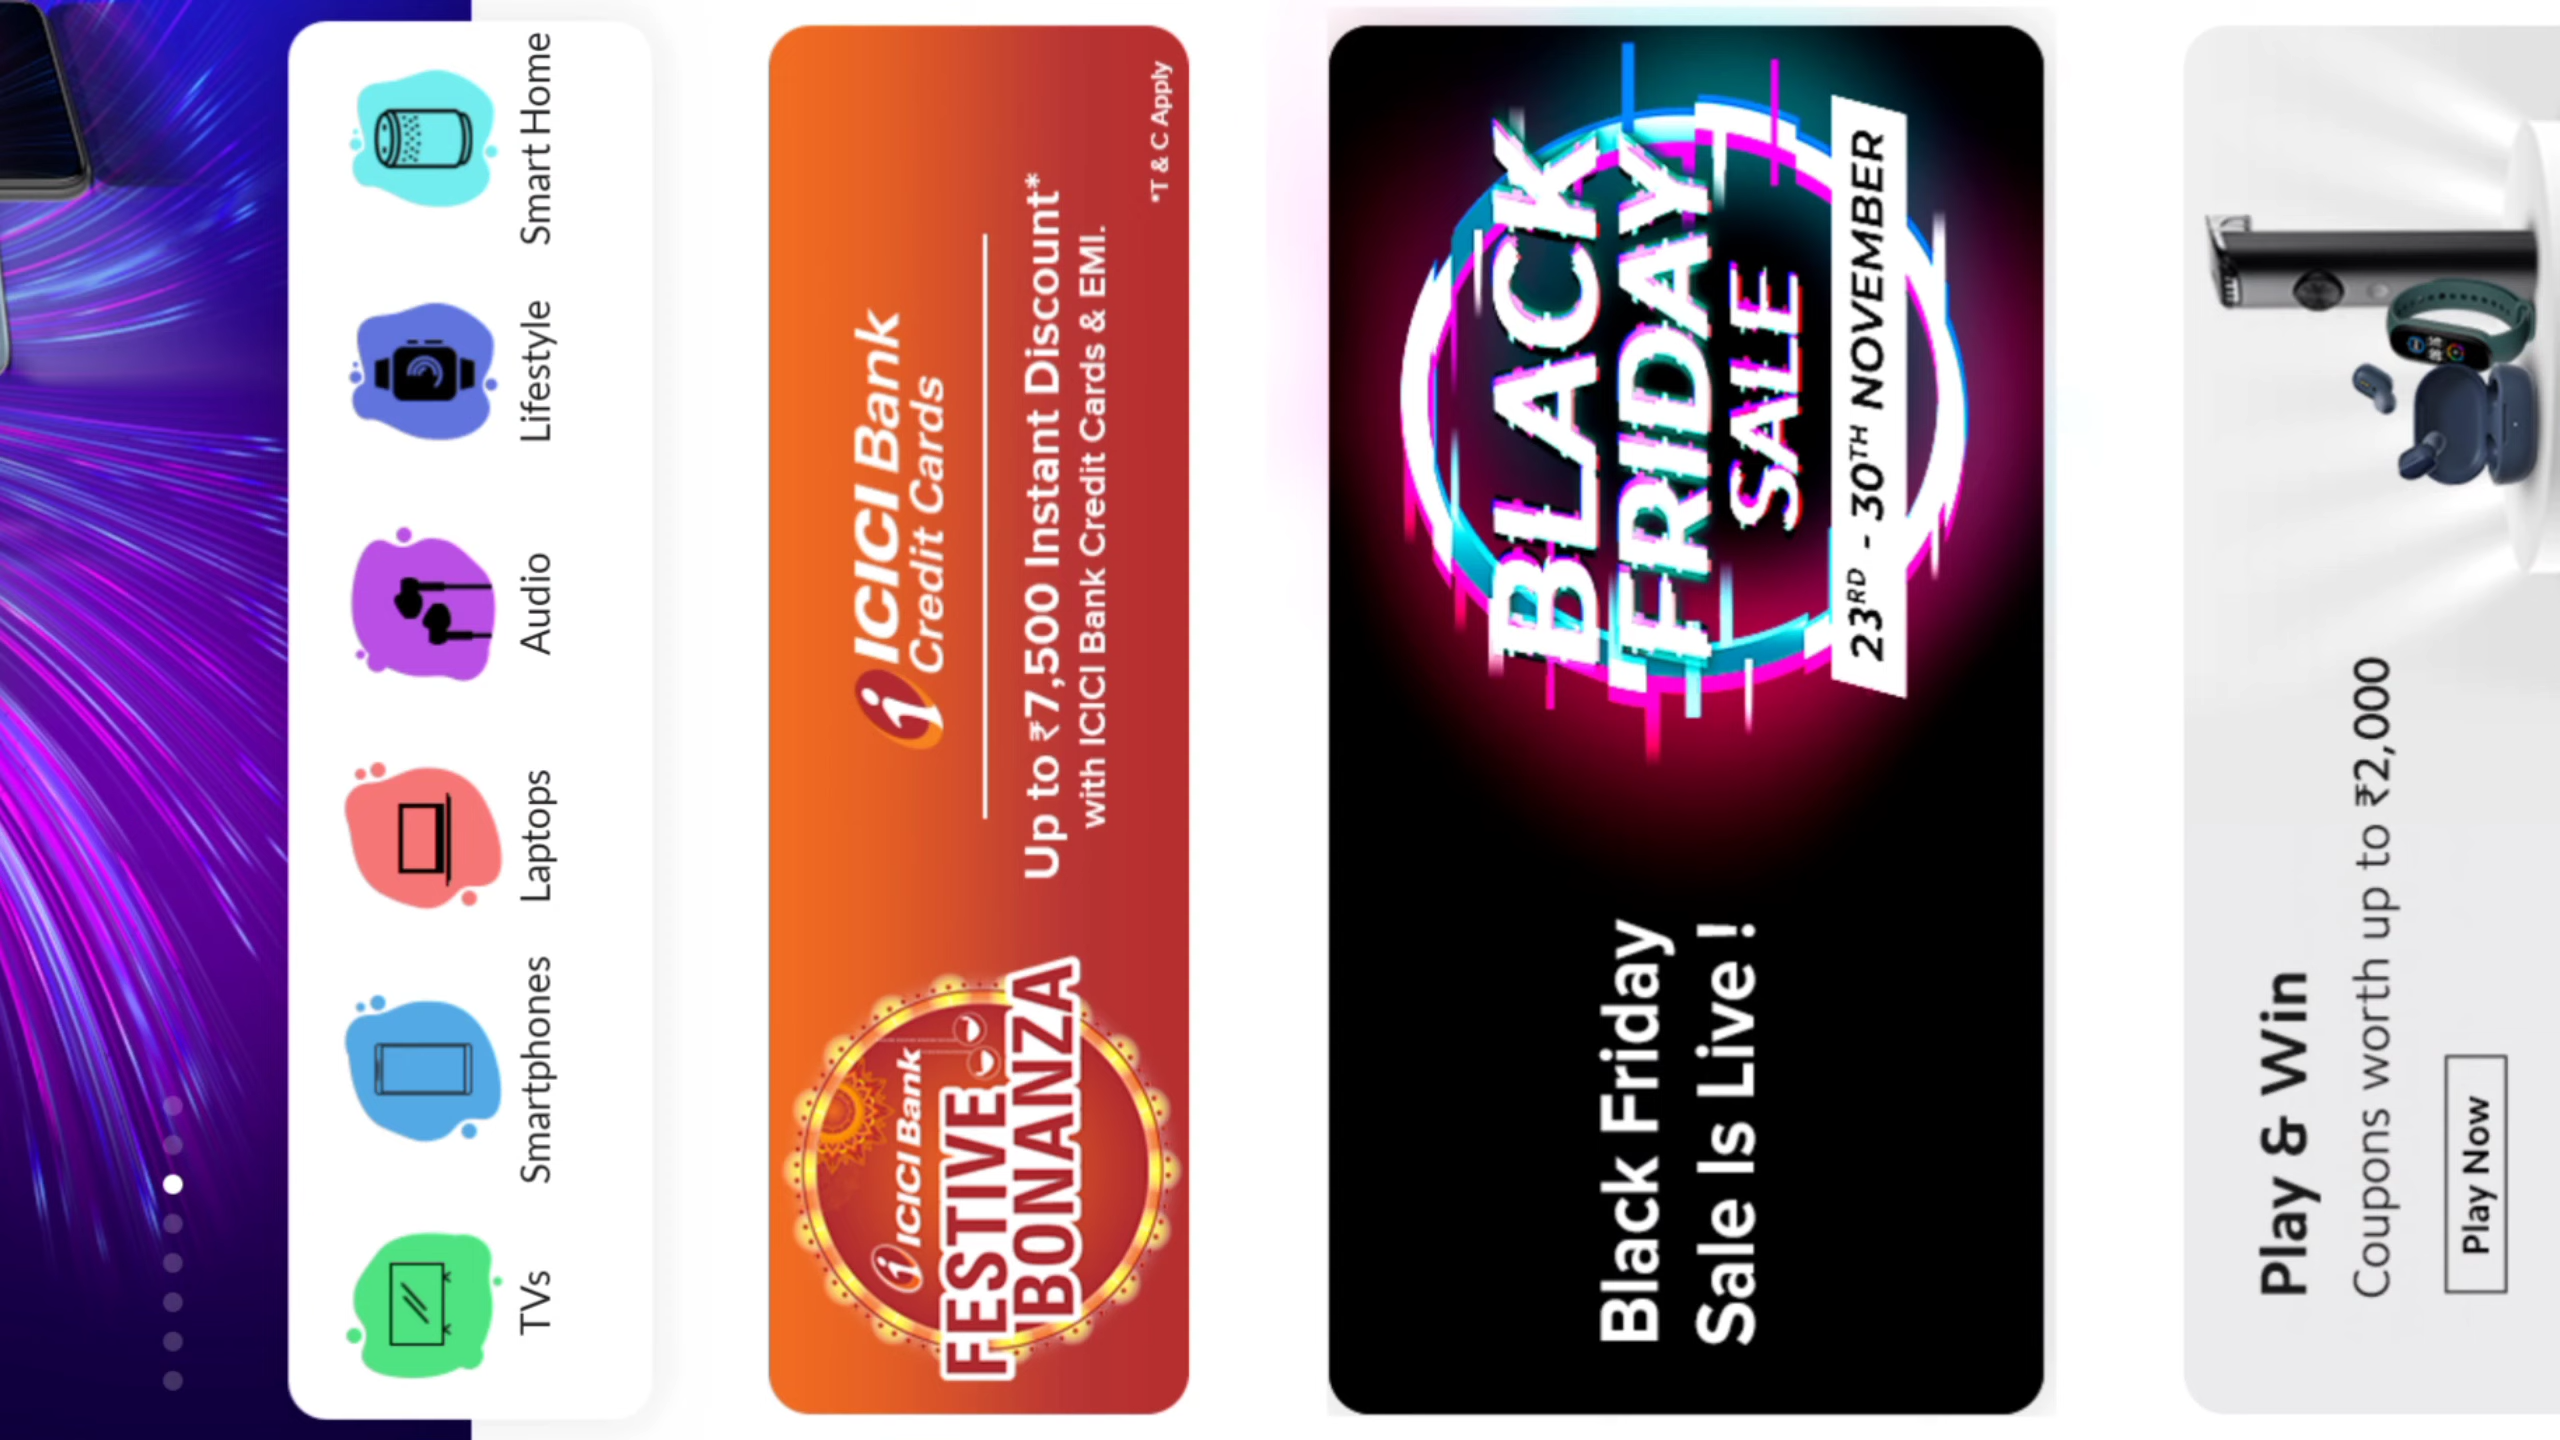 TVs
Smartphones
Laptops
Audio
Lifestyle
Smart Home
ICICI Bank
FESTIVE
BONANZA
ICICI Bank
Credit Cards
Up to ₹7,500 Instant Discount*
with ICICI Bank Credit Cards & EMI.
*T & C Apply
Black Friday
Sale Is Live !
BLACK
FRIDAY
SALE
23RD - 30TH NOVEMBER
Play & Win
Coupons worth up to ₹2,000
Play Now